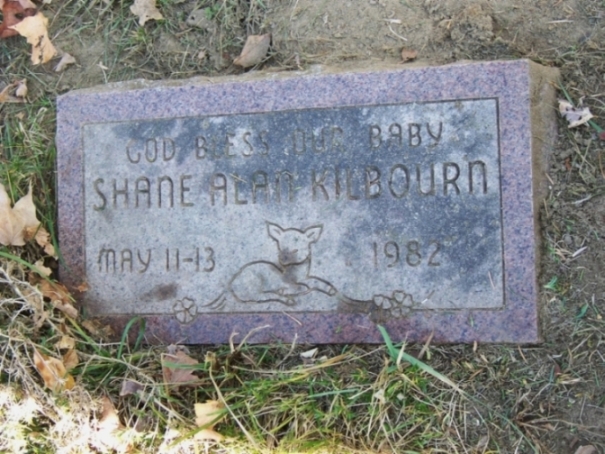 GOD BLESS OUR BABY
SHANE ALAN KILBOURN
MAY 11-13 1982